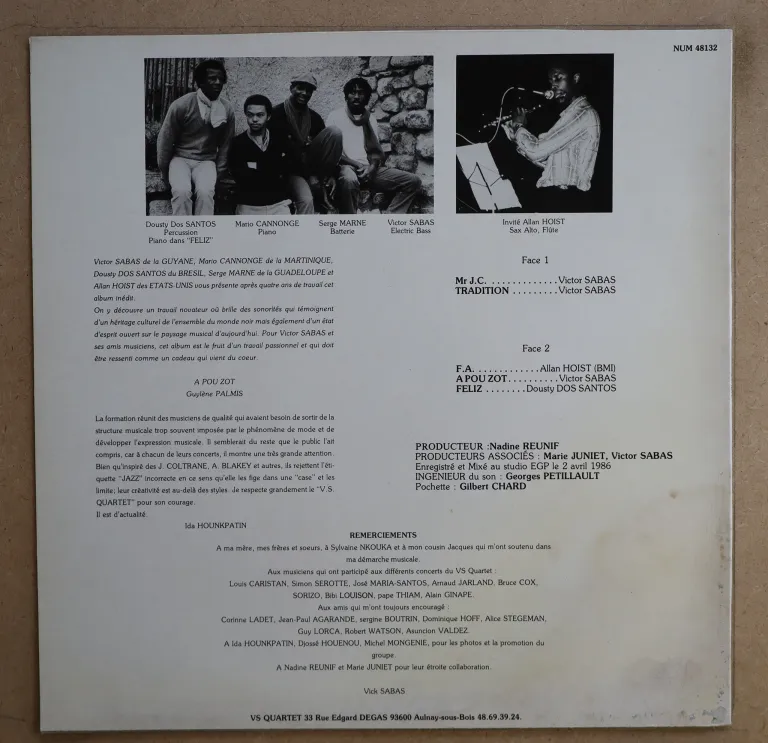 NUM 48132
Dousty Dos SANTOS
Percussion
Piano dans "FELIZ"
Mario CANNONGE
Piano
Serge MARNE
Batterie
Victor SABAS
Electric Bass
Invité Allan HOIST
Sax Alto, Flûte
Victor SABAS de la GUYANE, Mario CANNONGE de la MARTINIQUE,
Dousty DOS SANTOS du BRESIL, Serge MARNE de la GUADELOUPE et
Allan HOIST des ETATS-UNIS vous présente après quatre ans de travail cet
album inédit.
On y découvre un travail novateur où brille des sonorités qui témoignent
d'un héritage culturel de l'ensemble du monde noir mais également d'un état
d'esprit ouvert sur le paysage musical d'aujourd'hui. Pour Victor SABAS et
ses amis musiciens, cet album est le fruit d'un travail passionnel et qui doit
être ressenti comme un cadeau qui vient du coeur.
A POU ZOT
Guylène PALMIS
La formation réunit des musiciens de qualité qui avaient besoin de sortir de la
structure musicale trop souvent imposée par le phénomène de mode et de
développer l'expression musicale. Il semblerait du reste que le public l'ait
compris, car à chacun de leurs concerts, il montre une très grande attention.
Bien qu'inspiré des J. COLTRANE, A. BLAKEY et autres, ils rejettent l'éti-
quette "JAZZ" incorrecte en ce sens qu'elle les fige dans une "case" et les
limite; leur créativité est au-delà des styles. Je respecte grandement le "V.S.
QUARTET" pour son courage.
Il est d'actualité.
Ida HOUNKPATIN
Face 1
Mr J.C. . . . . . . . . . . . . . .Victor SABAS
TRADITION . . . . . . . . .Victor SABAS
Face 2
F.A. . . . . . . . . . . . . .Allan HOIST (BMI)
A POU ZOT . . . . . . . . . .Victor SABAS
FELIZ . . . . . . . .Dousty DOS SANTOS
PRODUCTEUR :Nadine REUNIF
PRODUCTEURS ASSOCIÉS : Marie JUNIET, Victor SABAS
Enregistré et Mixé au studio EGP le 2 avril 1986
INGENIEUR du son : Georges PETILLAULT
Pochette : Gilbert CHARD
REMERCIEMENTS
A ma mère, mes frères et soeurs, à Sylvaine NKOUKA et à mon cousin Jacques qui m'ont soutenu dans
ma démarche musicale.
Aux musiciens qui ont participé aux différents concerts du VS Quartet :
Louis CARISTAN, Simon SEROTTE, José MARIA-SANTOS, Arnaud JARLAND, Bruce COX,
SORIZO, Bibi LOUISON, pape THIAM, Alain GINAPE.
Aux amis qui m'ont toujours encouragé :
Corinne LADET, Jean-Paul AGARANDE, sergine BOUTRIN, Dominique HOFF, Alice STEGEMAN,
Guy LORCA, Robert WATSON, Asuncion VALDEZ.
A Ida HOUNKPATIN, Djossé HOUENOU, Michel MONGENIE, pour les photos et la promotion du
groupe.
A Nadine REUNIF et Marie JUNIET pour leur étroite collaboration.
Vick SABAS
VS QUARTET 33 Rue Edgard DEGAS 93600 Aulnay-sous-Bois 48.69.39.24.